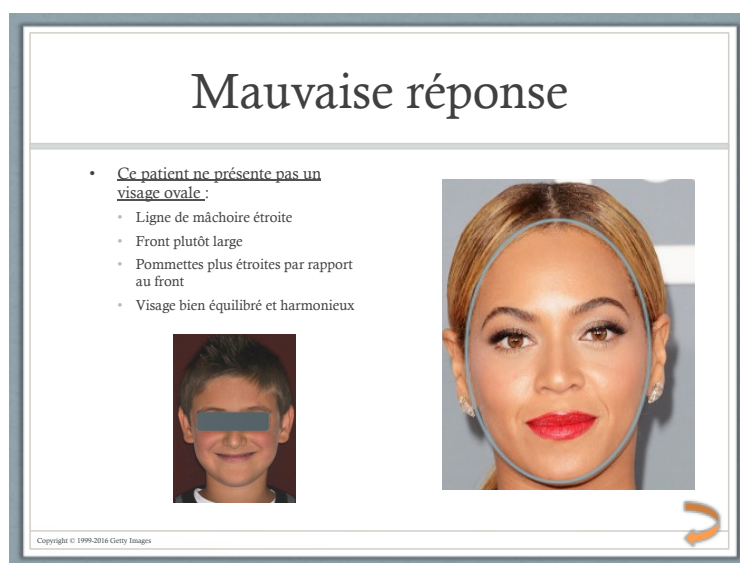 Mauvaise réponse
• Ce patient ne présente pas un
visage ovale :
• Ligne de mâchoire étroite
• Front plutôt large
• Pommettes plus étroites par rapport
au front
• Visage bien équilibré et harmonieux
Copyright © 1999-2016 Getty Images